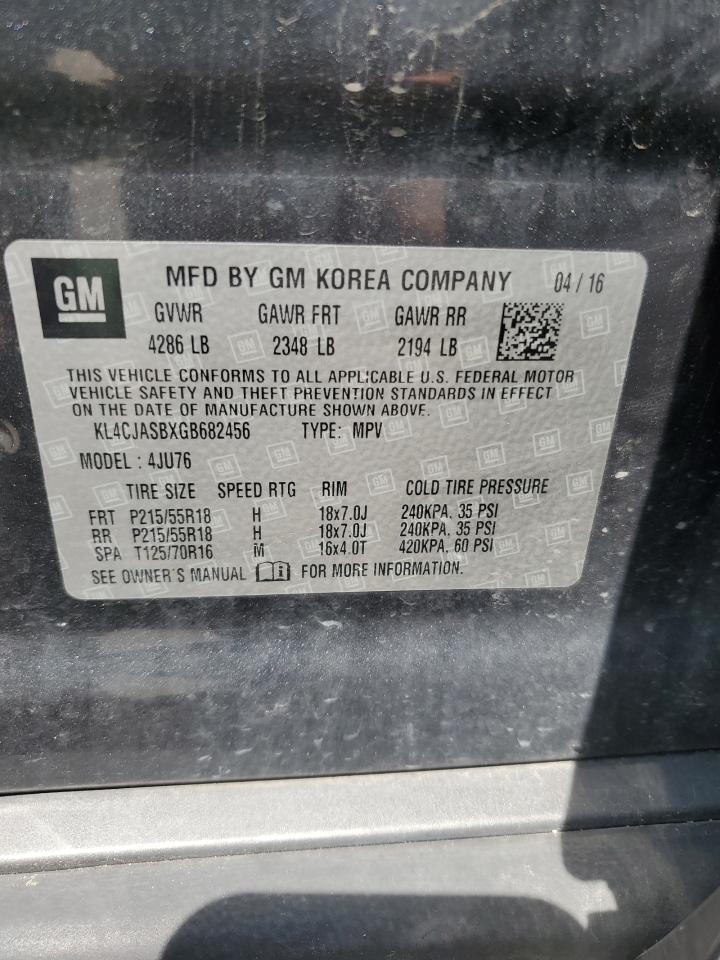 GM MFD BY GM KOREA COMPANY 04 / 16
GVWR GAWR FRT GAWR RR
4286 LB 2348 LB 2194 LB
THIS VEHICLE CONFORMS TO ALL APPLICABLE U.S. FEDERAL MOTOR
VEHICLE SAFETY AND THEFT PREVENTION STANDARDS IN EFFECT
ON THE DATE OF MANUFACTURE SHOWN ABOVE.
KL4CJASBXGB682456 TYPE: MPV
MODEL : 4JU76
TIRE SIZE SPEED RTG RIM COLD TIRE PRESSURE
FRT P215/55R18 H 18x7.0J 240KPA, 35 PSI
RR P215/55R18 H 18x7.0J 240KPA, 35 PSI
SPA T125/70R16 M 16x4.0T 420KPA, 60 PSI
SEE OWNER'S MANUAL FOR MORE INFORMATION.